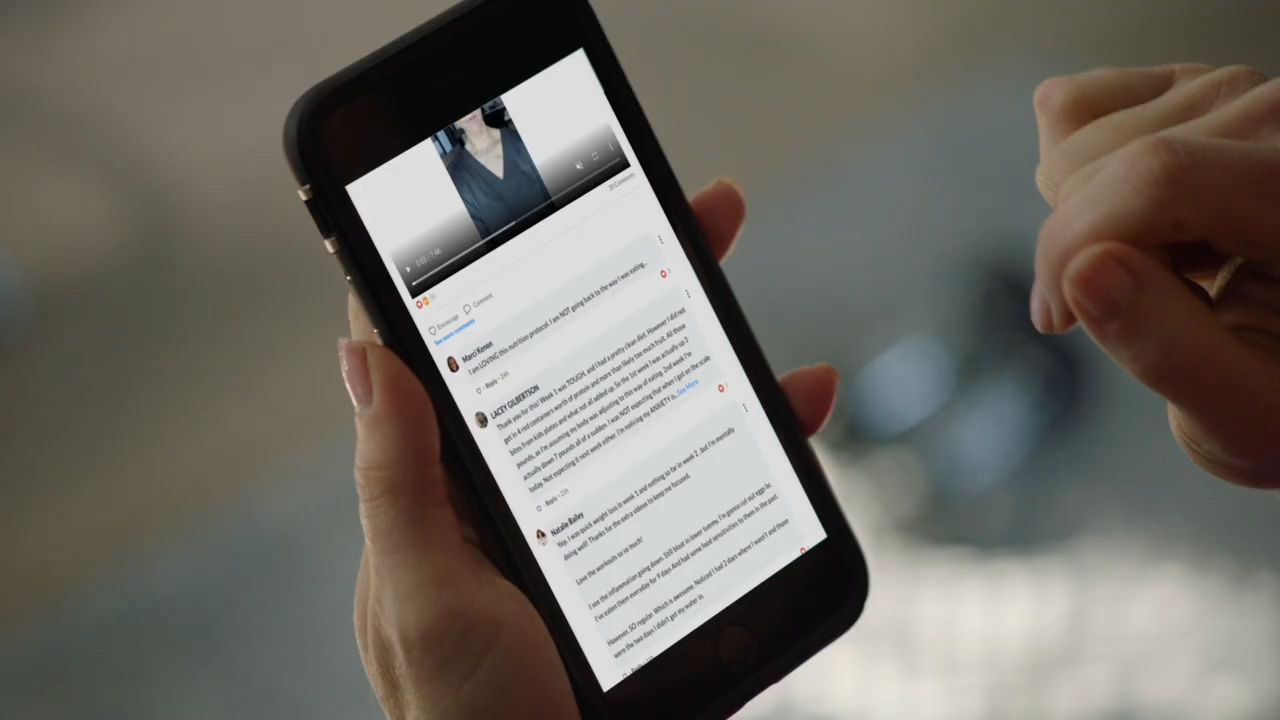 0:03 / 7:46
20 Comments
Encourage Comment
See more comments
Marci Kenon
I am LOVING this nutrition protocol. I am NOT going back to the way I was eating...
Reply
LACEY GILBERTSON
Thank you for this! Week 1 was TOUGH, and I had a pretty clean diet. However I did not
get in 4 red containers worth of protein and more than likely too much fruit. All those
bites from kids plates and what not all added up. So the 1st week I was actually up 3
pounds, as I'm assuming my body was adjusting to this way of eating. 2nd week I'm
actually down 7 pounds all of a sudden. I was NOT expecting that when I got on the scale
today. Not expecting it next week either. I'm noticing my ANXIETY is...See More
Reply
Natalie Bailey
Yep. I was quick weight loss in week 1 and nothing so far in week 2. but I'm mentally
doing well! Thanks for the extra videos to keep me focused.
Love the workouts so so much!
I see the inflammation going down. Still bloat in lower tummy. I'm gonna cut out eggs bc
I've eaten them everyday for 9 days And had some food sensitivities to them in the past.
However, SO regular. Which is awesome. Noticed I had 2 days where I wasn't and those
were the two days I didn't get my water in.